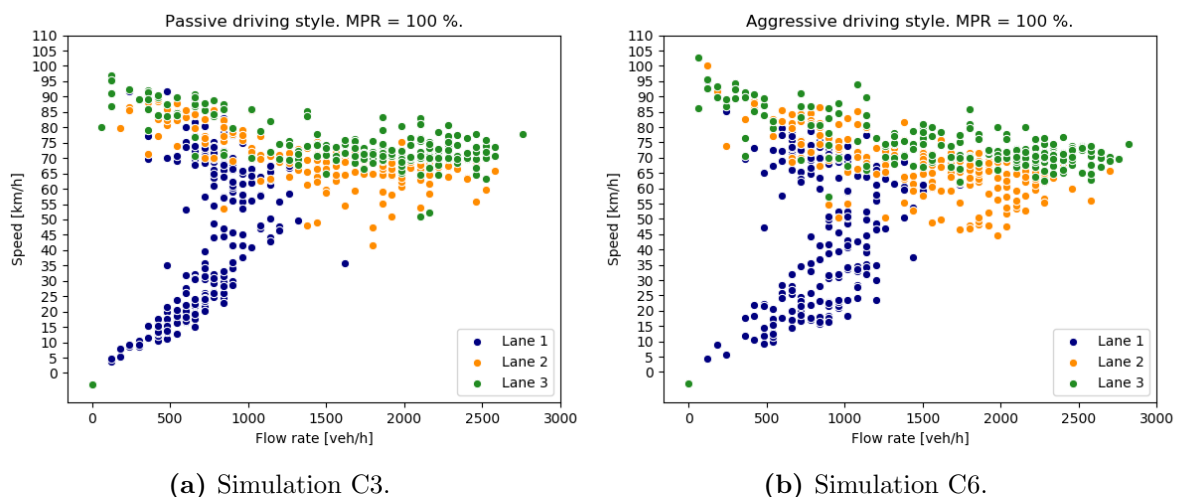 Passive driving style. MPR = 100 %.
110
105
100
95
90
85
80
75
70
65
60
55
50
45
40
35
30
25
20
15
10
5
0
Speed [km/h]
Lane 1
Lane 2
Lane 3
0 500 1000 1500 2000 2500 3000
Flow rate [veh/h]
(a) Simulation C3.
Aggressive driving style. MPR = 100 %.
110
105
100
95
90
85
80
75
70
65
60
55
50
45
40
35
30
25
20
15
10
5
0
Speed [km/h]
Lane 1
Lane 2
Lane 3
0 500 1000 1500 2000 2500 3000
Flow rate [veh/h]
(b) Simulation C6.